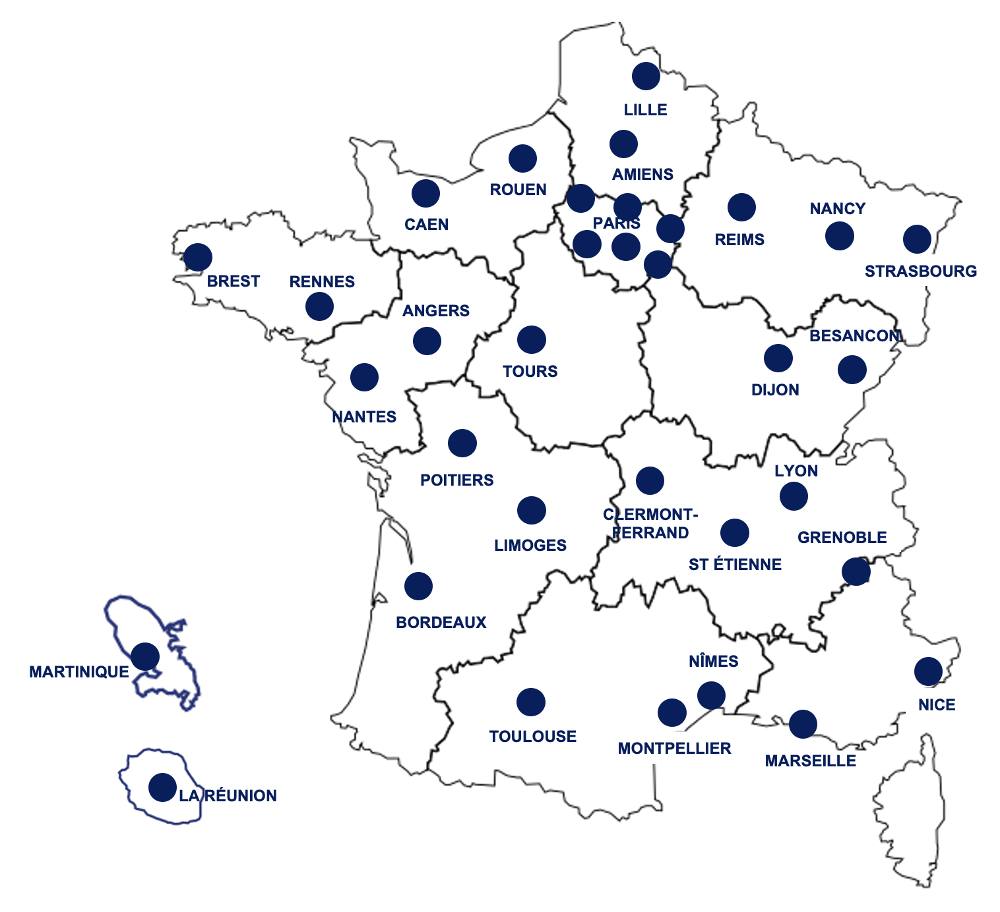 LILLE
AMIENS
ROUEN
CAEN
PARIS
REIMS
NANCY
STRASBOURG
BREST
RENNES
ANGERS
BESANCON
TOURS
DIJON
NANTES
POITIERS
LYON
CLERMONT-
FERRAND
LIMOGES
GRENOBLE
ST ÉTIENNE
BORDEAUX
NÎMES
MARTINIQUE
NICE
TOULOUSE
MONTPELLIER
MARSEILLE
LA RÉUNION